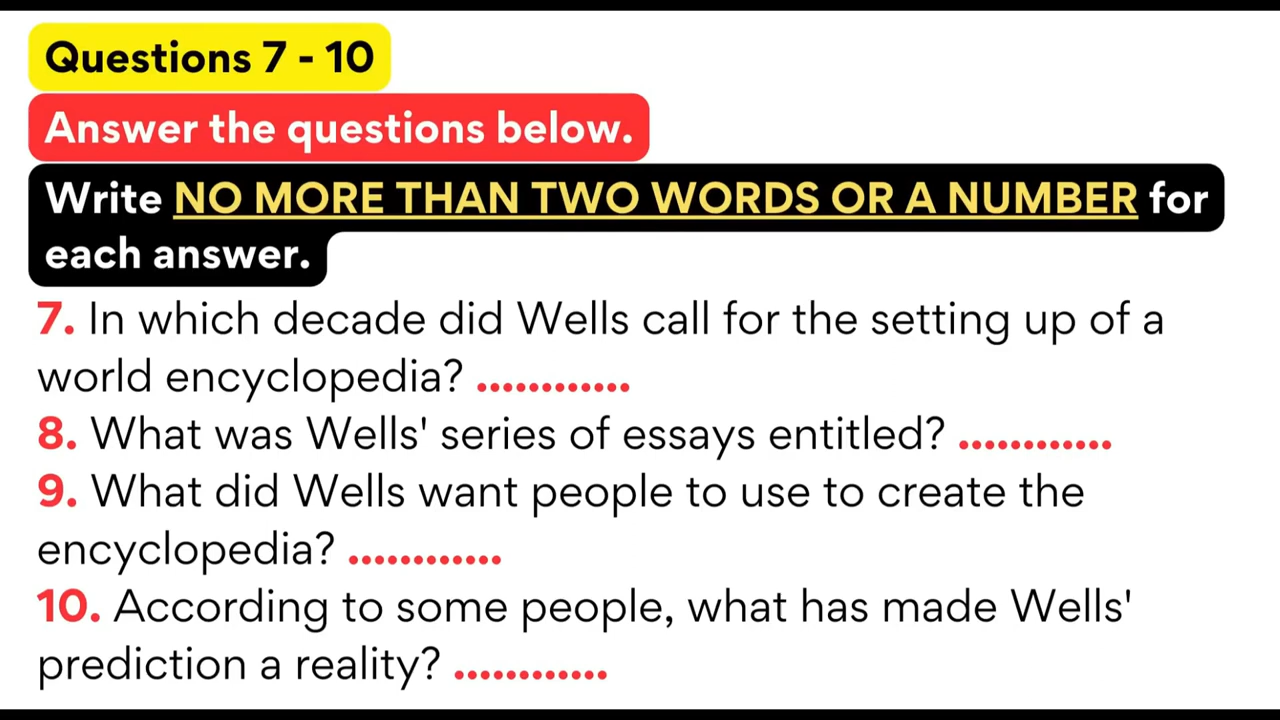 Questions 7 - 10
Answer the questions below.
Write NO MORE THAN TWO WORDS OR A NUMBER for
each answer.
7. In which decade did Wells call for the setting up of a
world encyclopedia? ............
8. What was Wells' series of essays entitled? ............
9. What did Wells want people to use to create the
encyclopedia? ............
10. According to some people, what has made Wells'
prediction a reality? ............